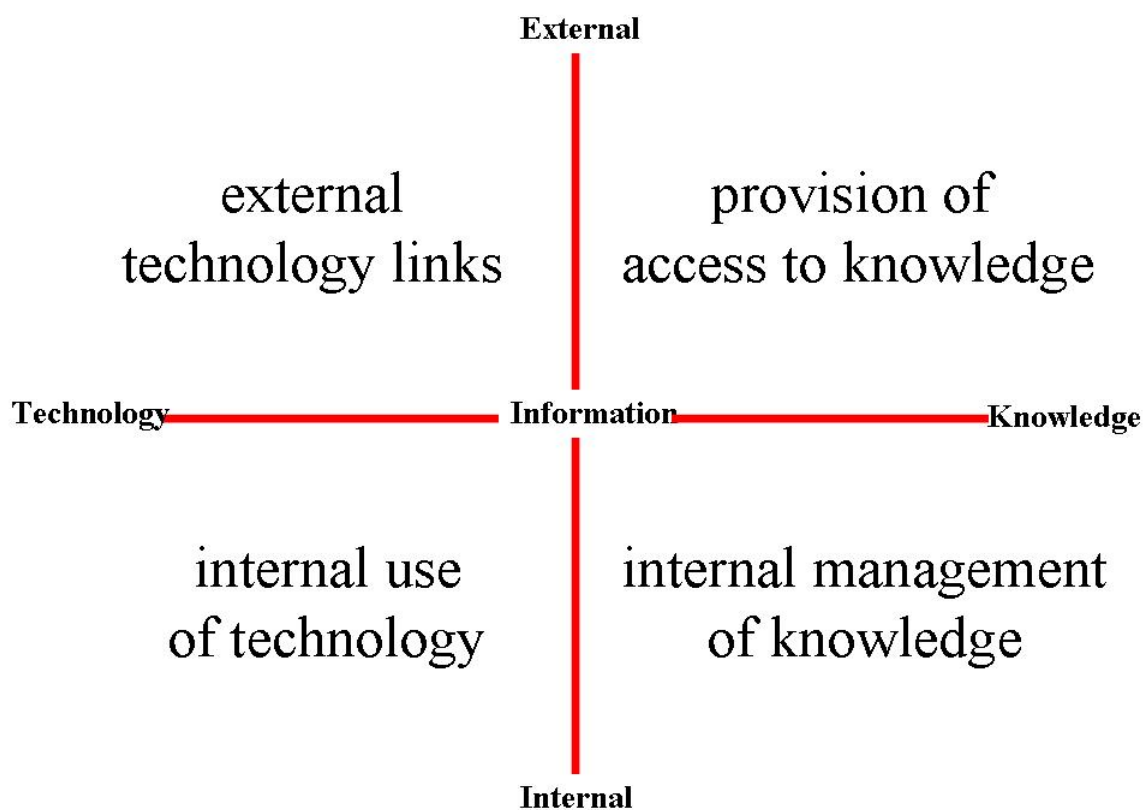 External
external
technology links
provision of
access to knowledge
Technology
Information
Knowledge
internal use
of technology
internal management
of knowledge
Internal